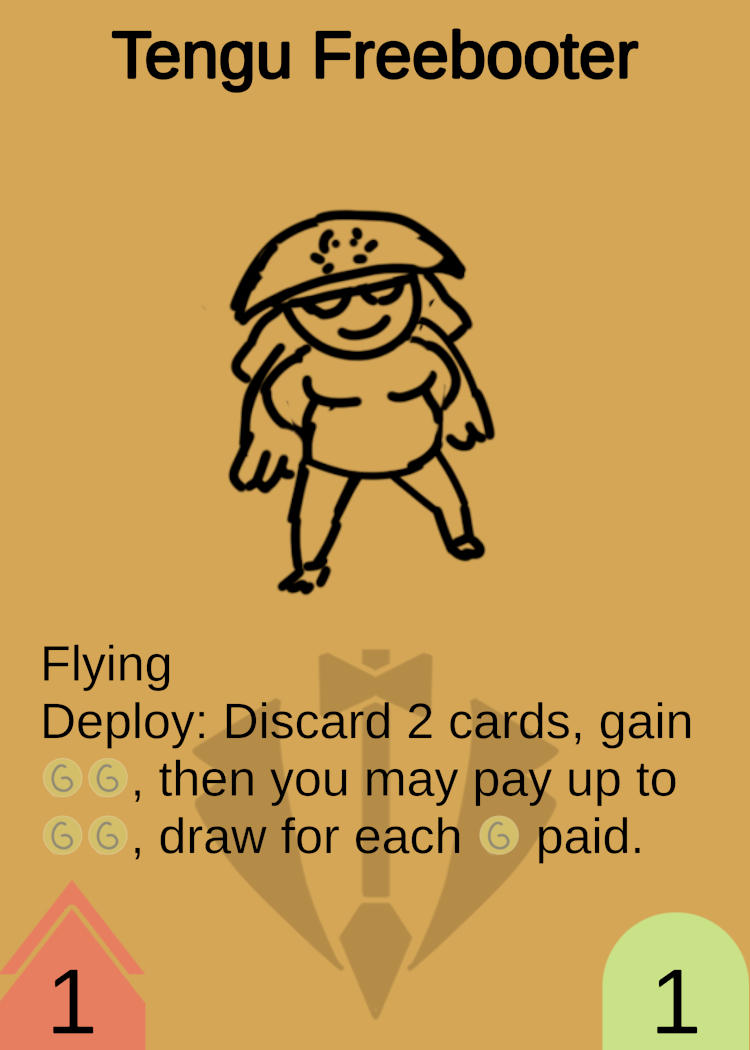 Tengu Freebooter
Flying
Deploy: Discard 2 cards, gain
G G, then you may pay up to
G G, draw for each G paid.
1
1